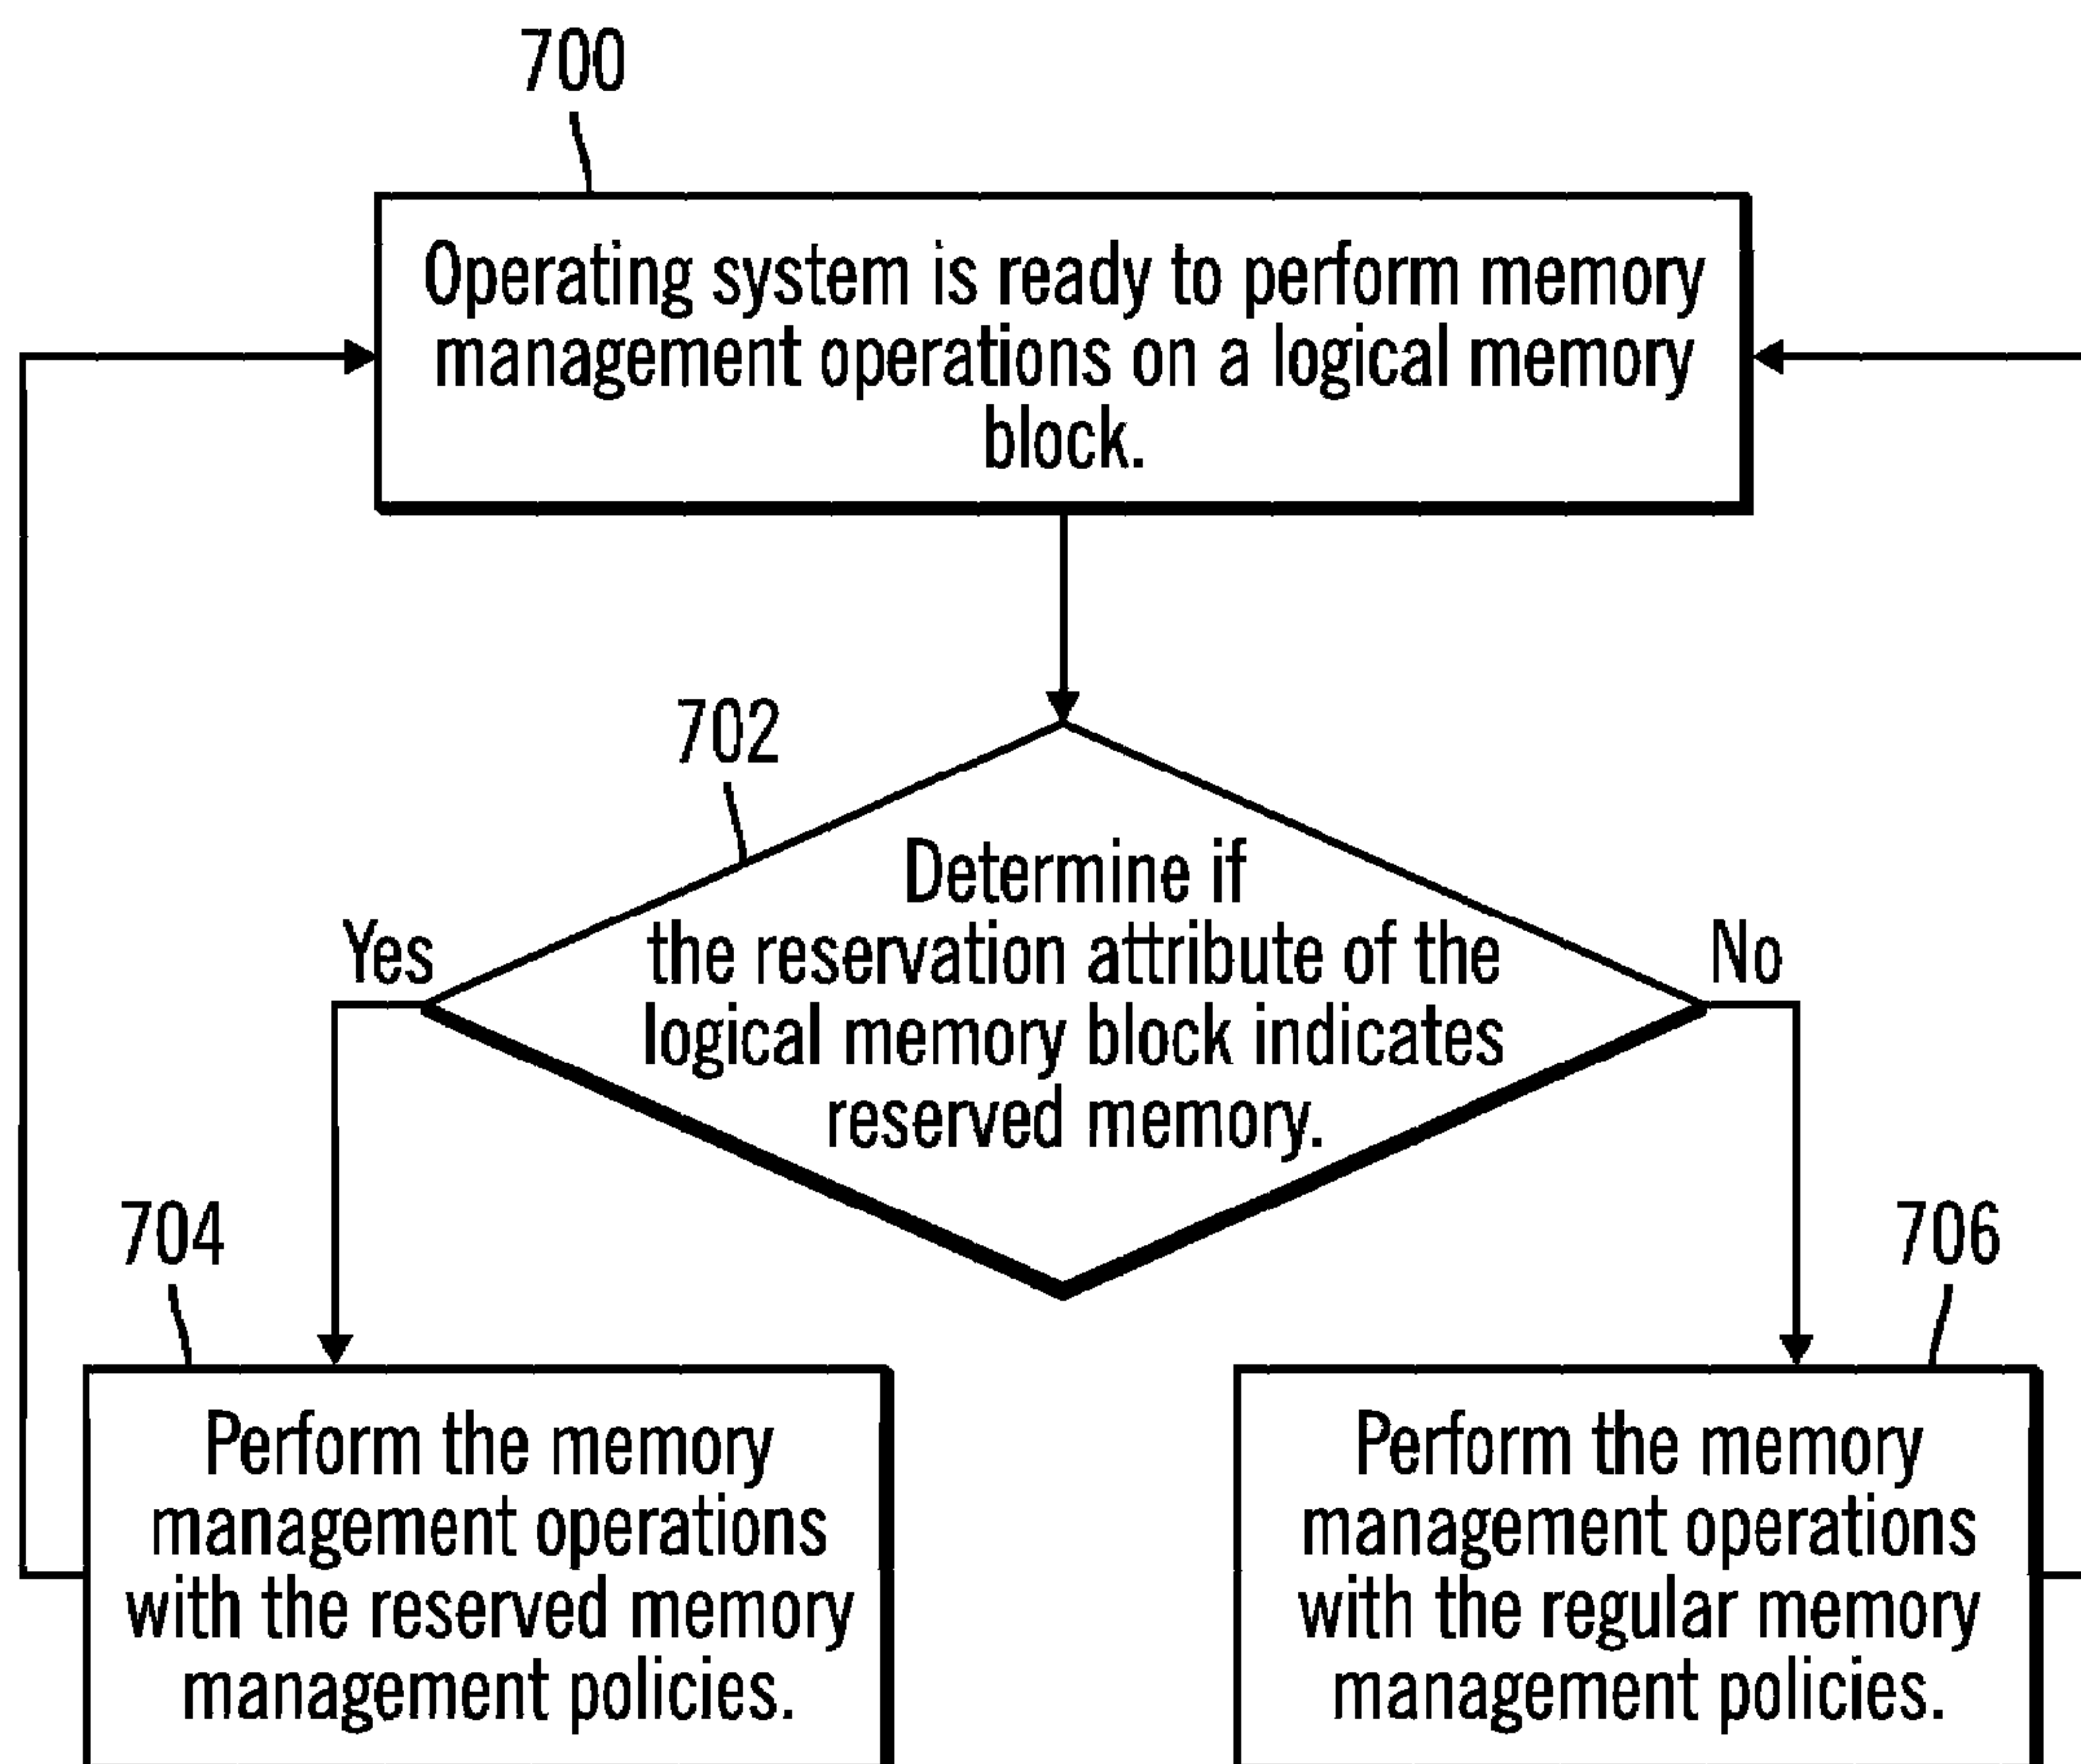 700
Operating system is ready to perform memory
management operations on a logical memory
block.
702
Determine if
the reservation attribute of the
logical memory block indicates
reserved memory.
Yes
No
704
Perform the memory
management operations
with the reserved memory
management policies.
706
Perform the memory
management operations
with the regular memory
management policies.